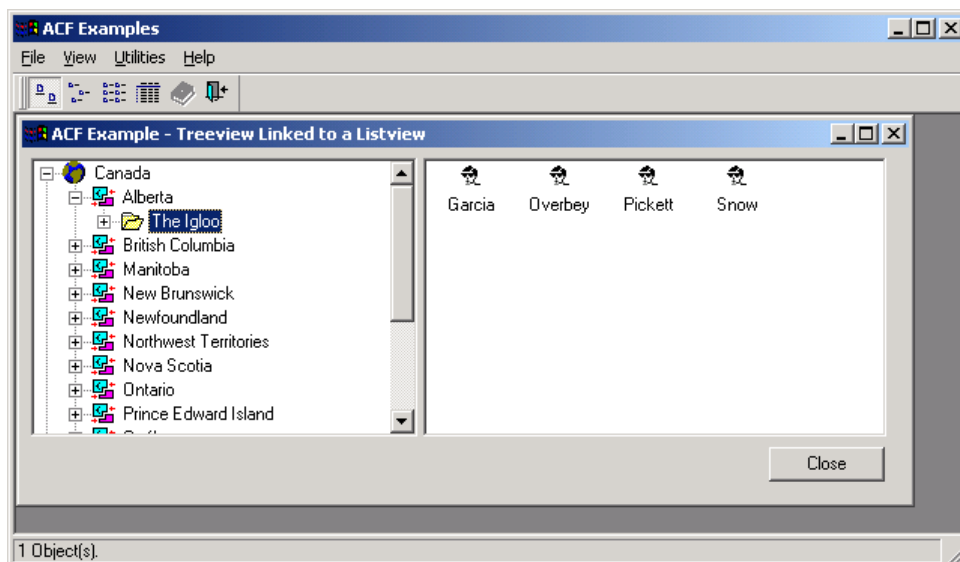 ACF Examples
File View Utilities Help
ACF Example - Treeview Linked to a Listview
Canada
Alberta
The Igloo
British Columbia
Manitoba
New Brunswick
Newfoundland
Northwest Territories
Nova Scotia
Ontario
Prince Edward Island
Garcia Overbey Pickett Snow
Close
1 Object(s).